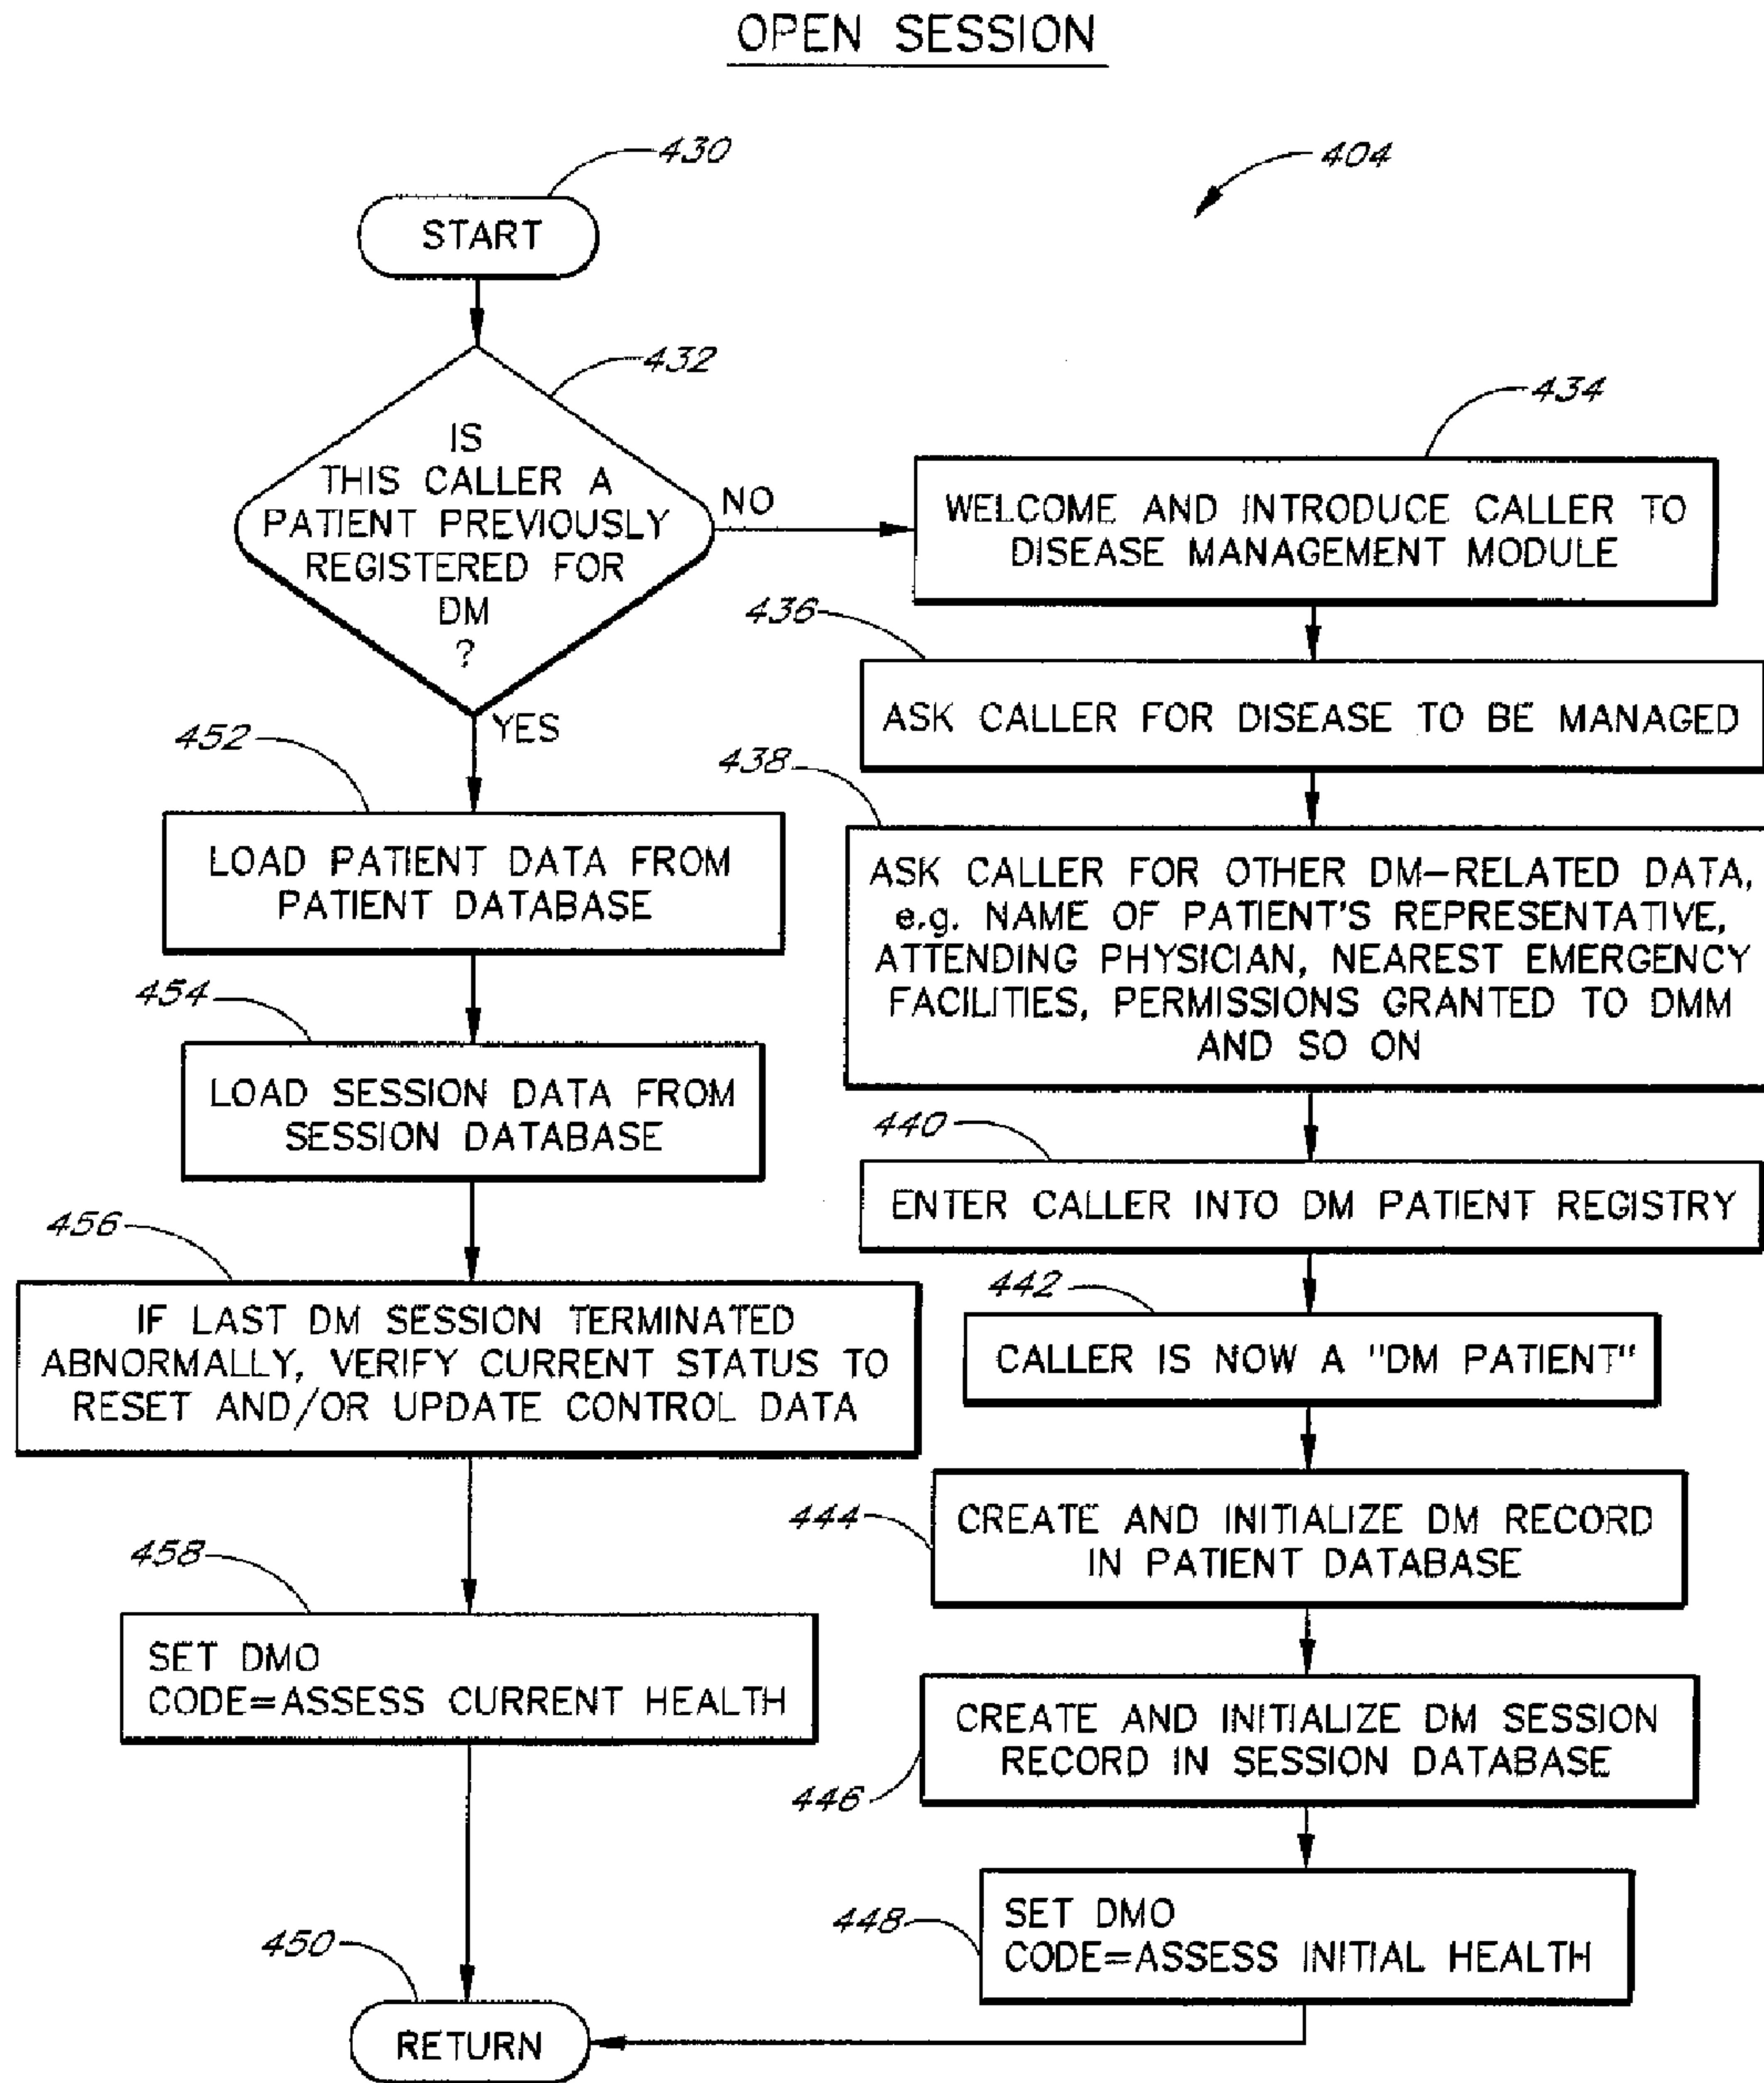 OPEN SESSION
430
404
START
432
434
IS
THIS CALLER A
PATIENT PREVIOUSLY
REGISTERED FOR
DM
?
NO
YES
WELCOME AND INTRODUCE CALLER TO
DISEASE MANAGEMENT MODULE
436
ASK CALLER FOR DISEASE TO BE MANAGED
438
ASK CALLER FOR OTHER DM-RELATED DATA,
e.g. NAME OF PATIENT'S REPRESENTATIVE,
ATTENDING PHYSICIAN, NEAREST EMERGENCY
FACILITIES, PERMISSIONS GRANTED TO DMM
AND SO ON
440
ENTER CALLER INTO DM PATIENT REGISTRY
442
CALLER IS NOW A "DM PATIENT"
444
CREATE AND INITIALIZE DM RECORD
IN PATIENT DATABASE
446
CREATE AND INITIALIZE DM SESSION
RECORD IN SESSION DATABASE
448
SET DMO
CODE=ASSESS INITIAL HEALTH
452
LOAD PATIENT DATA FROM
PATIENT DATABASE
454
LOAD SESSION DATA FROM
SESSION DATABASE
456
IF LAST DM SESSION TERMINATED
ABNORMALLY, VERIFY CURRENT STATUS TO
RESET AND/OR UPDATE CONTROL DATA
458
SET DMO
CODE=ASSESS CURRENT HEALTH
450
RETURN